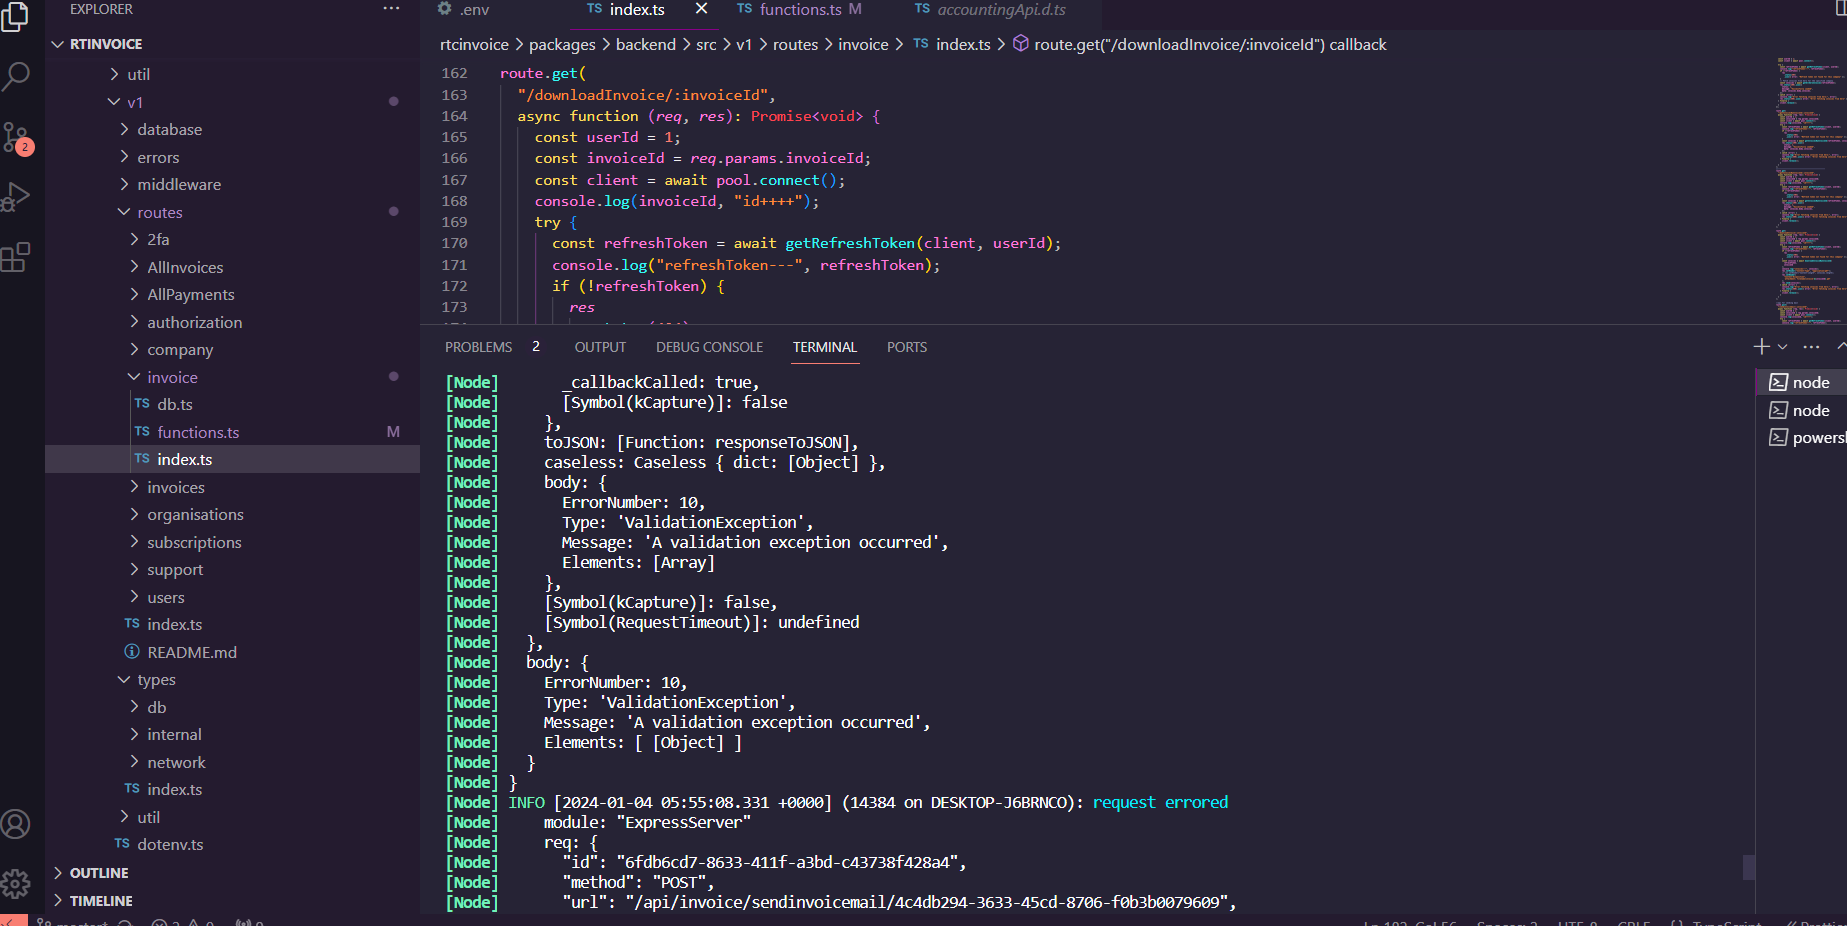 EXPLORER
RTINVOICE
util
v1
database
errors
middleware
routes
2fa
AllInvoices
AllPayments
authorization
company
invoice
TS db.ts
TS functions.ts M
TS index.ts
invoices
organisations
subscriptions
support
users
TS index.ts
README.md
types
db
internal
network
TS index.ts
util
TS dotenv.ts
OUTLINE
TIMELINE
2
.env
TS index.ts
TS functions.ts M
TS accountingApi.d.ts
rtcinvoice > packages > backend > src > v1 > routes > invoice > TS index.ts > route.get("/downloadInvoice/:invoiceId") callback
162 route.get(
163 "/downloadInvoice/:invoiceId",
164 async function (req, res): Promise<void> {
165 const userId = 1;
166 const invoiceId = req.params.invoiceId;
167 const client = await pool.connect();
168 console.log(invoiceId, "id++++");
169 try {
170 const refreshToken = await getRefreshToken(client, userId);
171 console.log("refreshToken---", refreshToken);
172 if (!refreshToken) {
173 res
PROBLEMS 2 OUTPUT DEBUG CONSOLE TERMINAL PORTS
[Node] _callbackCalled: true,
[Node] [Symbol(kCapture)]: false
[Node] },
[Node] toJSON: [Function: responseToJSON],
[Node] caseless: Caseless { dict: [Object] },
[Node] body: {
[Node] ErrorNumber: 10,
[Node] Type: 'ValidationException',
[Node] Message: 'A validation exception occurred',
[Node] Elements: [Array]
[Node] },
[Node] [Symbol(kCapture)]: false,
[Node] [Symbol(RequestTimeout)]: undefined
[Node] },
[Node] body: {
[Node] ErrorNumber: 10,
[Node] Type: 'ValidationException',
[Node] Message: 'A validation exception occurred',
[Node] Elements: [ [Object] ]
[Node] }
[Node] }
[Node] INFO [2024-01-04 05:55:08.331 +0000] (14384 on DESKTOP-J6BRNCO): request errored
[Node] module: "ExpressServer"
[Node] req: {
[Node] "id": "6fdb6cd7-8633-411f-a3bd-c43738f428a4",
[Node] "method": "POST",
[Node] "url": "/api/invoice/sendinvoicemail/4c4db294-3633-45cd-8706-f0b3b0079609",
node
node
powersh